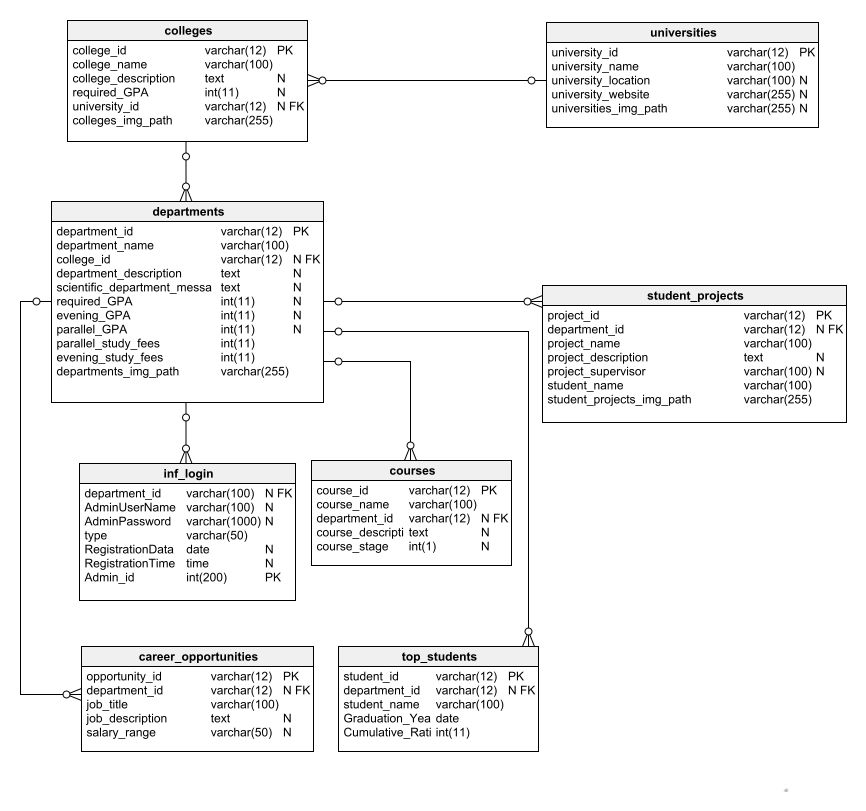 colleges
college_id varchar(12) PK
college_name varchar(100)
college_description text N
required_GPA int(11) N
university_id varchar(12) N FK
colleges_img_path varchar(255)
universities
university_id varchar(12) PK
university_name varchar(100)
university_location varchar(100) N
university_website varchar(255) N
universities_img_path varchar(255) N
departments
department_id varchar(12) PK
department_name varchar(100)
college_id varchar(12) N FK
department_description text N
scientific_department_messa text N
required_GPA int(11) N
evening_GPA int(11) N
parallel_GPA int(11) N
parallel_study_fees int(11)
evening_study_fees int(11)
departments_img_path varchar(255)
student_projects
project_id varchar(12) PK
department_id varchar(12) N FK
project_name varchar(100)
project_description text N
project_supervisor varchar(100) N
student_name varchar(100)
student_projects_img_path varchar(255)
inf_login
department_id varchar(100) N FK
AdminUserName varchar(100) N
AdminPassword varchar(1000) N
type varchar(50)
RegistrationData date N
RegistrationTime time N
Admin_id int(200) PK
courses
course_id varchar(12) PK
course_name varchar(100)
department_id varchar(12) N FK
course_descripti text N
course_stage int(1) N
career_opportunities
opportunity_id varchar(12) PK
department_id varchar(12) N FK
job_title varchar(100)
job_description text N
salary_range varchar(50) N
top_students
student_id varchar(12) PK
department_id varchar(12) N FK
student_name varchar(100)
Graduation_Yea date
Cumulative_Rati int(11)